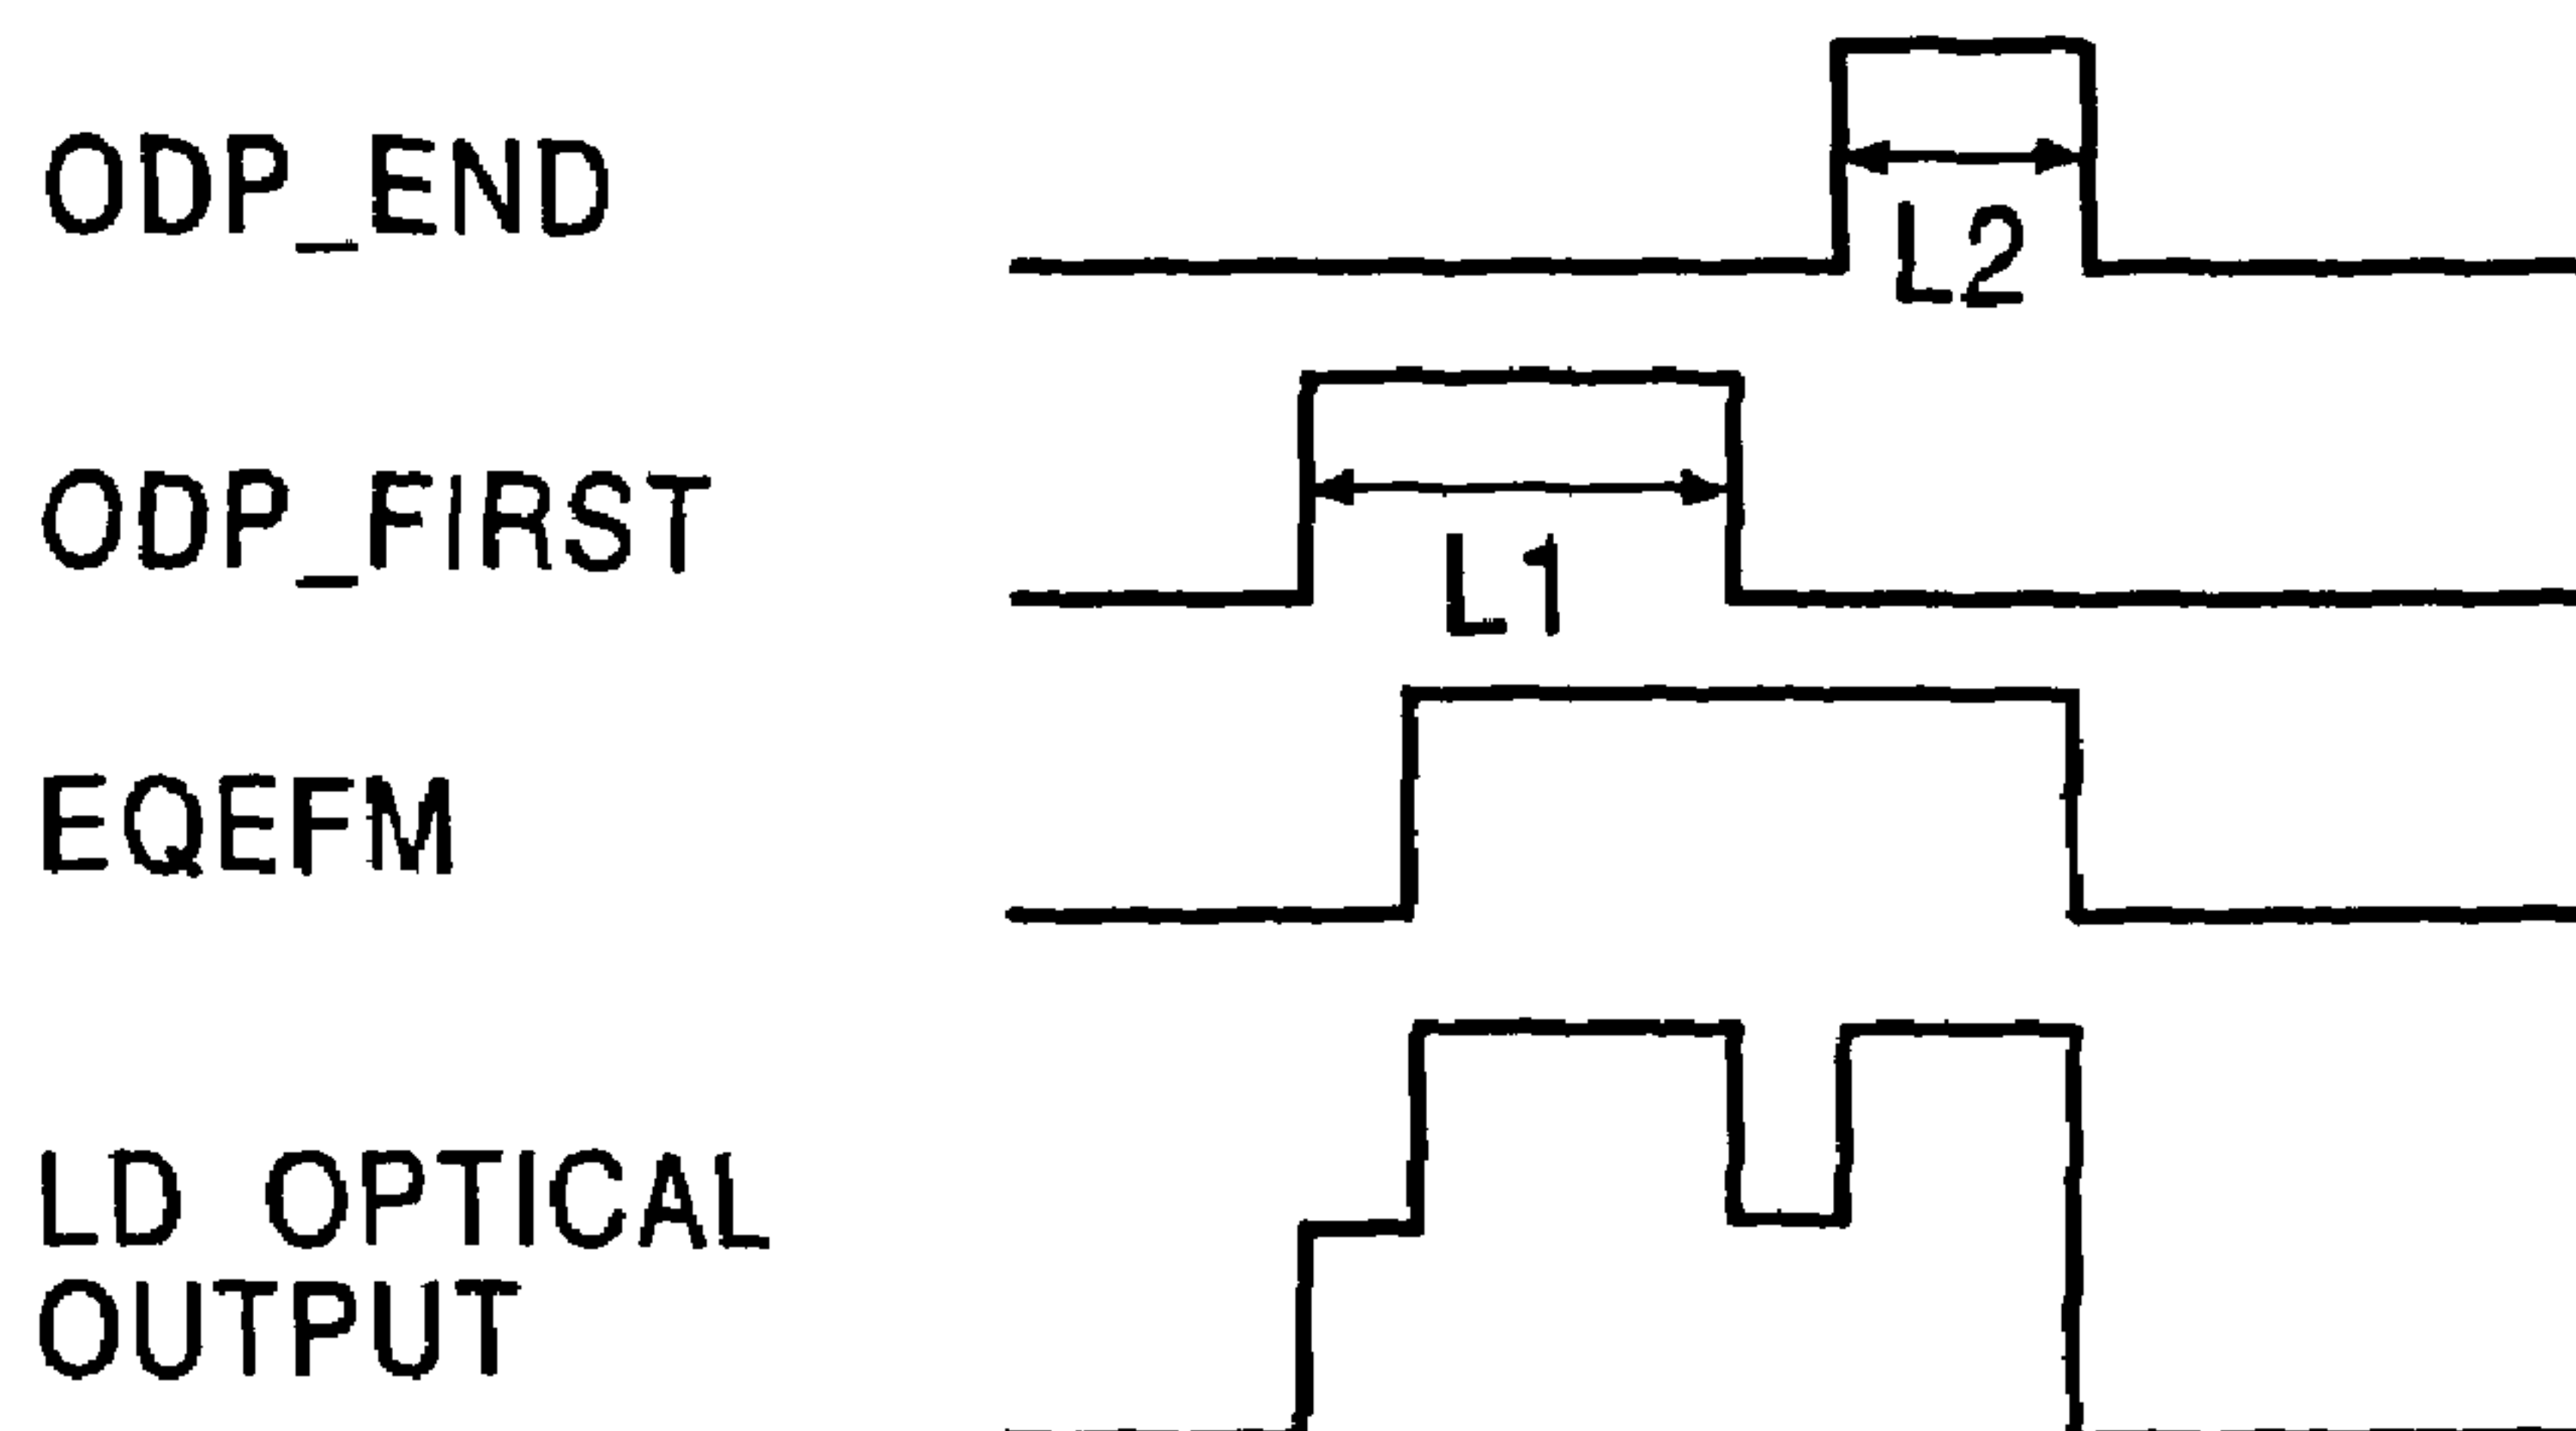 ODP_END
L2
ODP_FIRST
L1
EQEFM
LD OPTICAL
OUTPUT